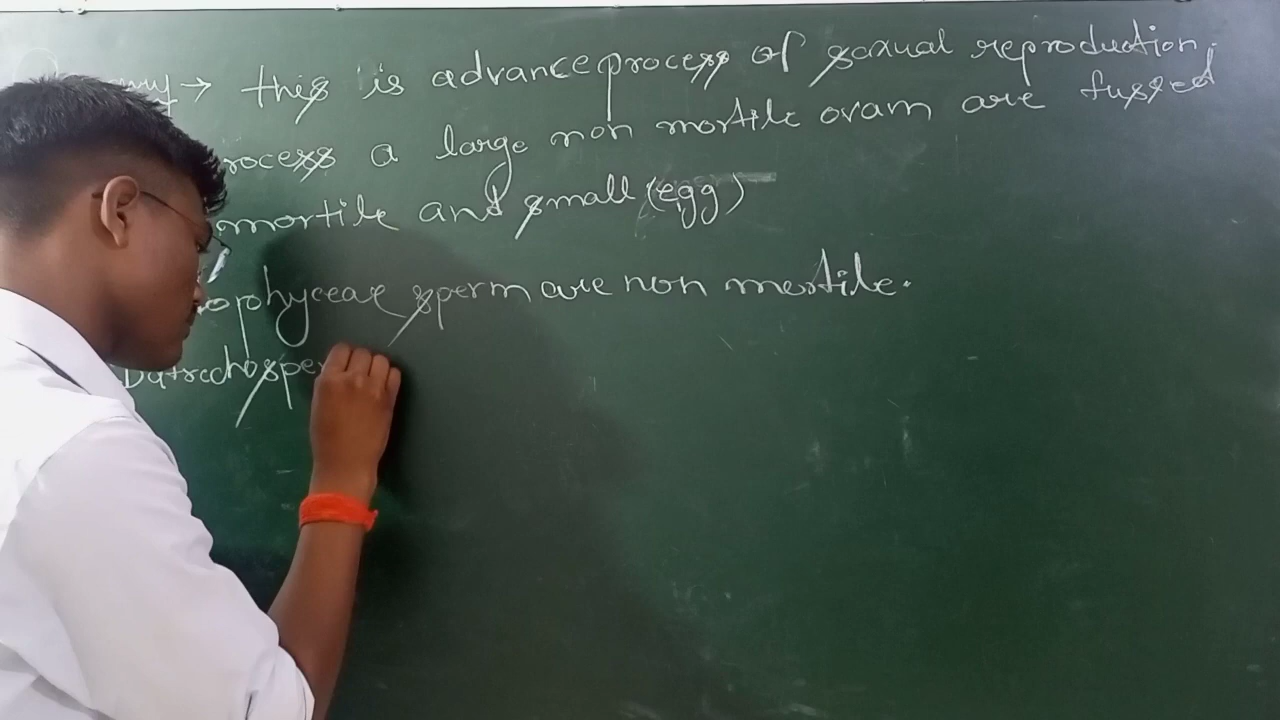 → this is advance process of sexual reproduction.
rocess a large non mortile ovam are fussed
mortile and small (egg)
ophyceae sperm are non mortile.
Batrachospe